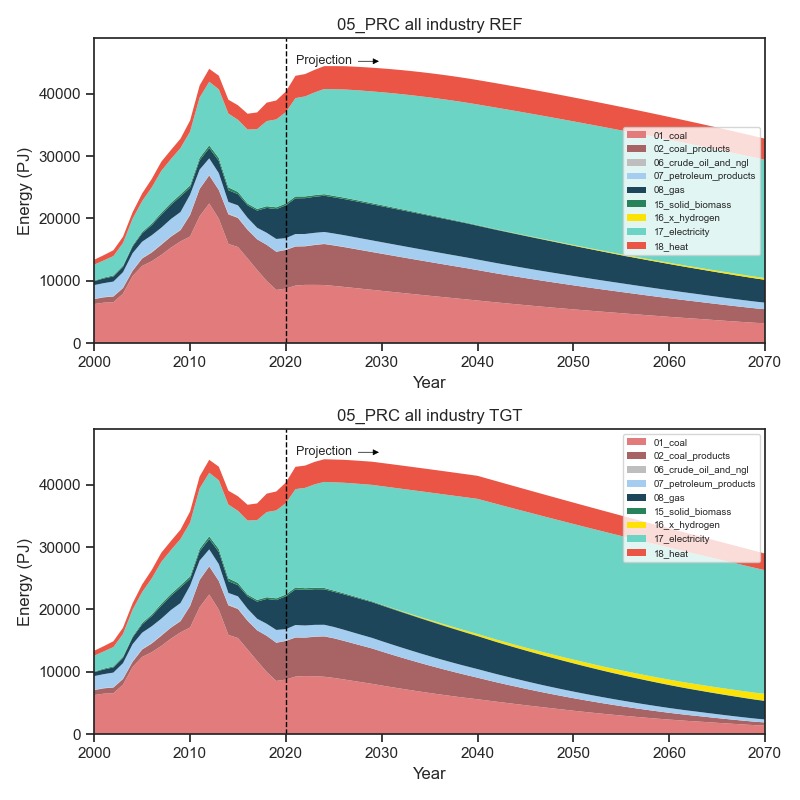 05_PRC all industry REF
Projection
Energy (PJ)
40000
30000
20000
10000
0
01_coal
02_coal_products
06_crude_oil_and_ngl
07_petroleum_products
08_gas
15_solid_biomass
16_x_hydrogen
17_electricity
18_heat
2000 2010 2020 2030 2040 2050 2060 2070
Year
05_PRC all industry TGT
Projection
Energy (PJ)
40000
30000
20000
10000
0
01_coal
02_coal_products
06_crude_oil_and_ngl
07_petroleum_products
08_gas
15_solid_biomass
16_x_hydrogen
17_electricity
18_heat
2000 2010 2020 2030 2040 2050 2060 2070
Year